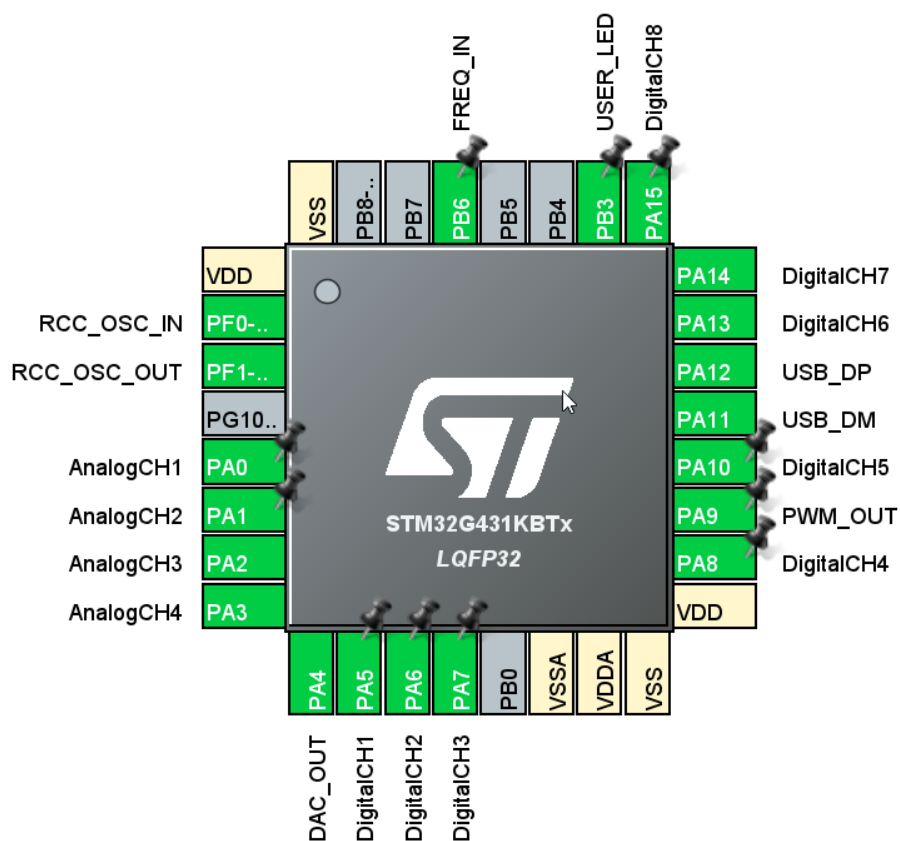 FREQ_IN
USER_LED
DigitalCH8
VSS
PB8-..
PB7
PB6
PB5
PB4
PB3
PA15
VDD
RCC_OSC_IN PF0-..
RCC_OSC_OUT PF1-..
PG10..
AnalogCH1 PA0
AnalogCH2 PA1
AnalogCH3 PA2
AnalogCH4 PA3
ST
STM32G431KBTx
LQFP32
PA14 DigitalCH7
PA13 DigitalCH6
PA12 USB_DP
PA11 USB_DM
PA10 DigitalCH5
PA9 PWM_OUT
PA8 DigitalCH4
VDD
PA4
PA5
PA6
PA7
PB0
VSSA
VDDA
VSS
DAC_OUT
DigitalCH1
DigitalCH2
DigitalCH3